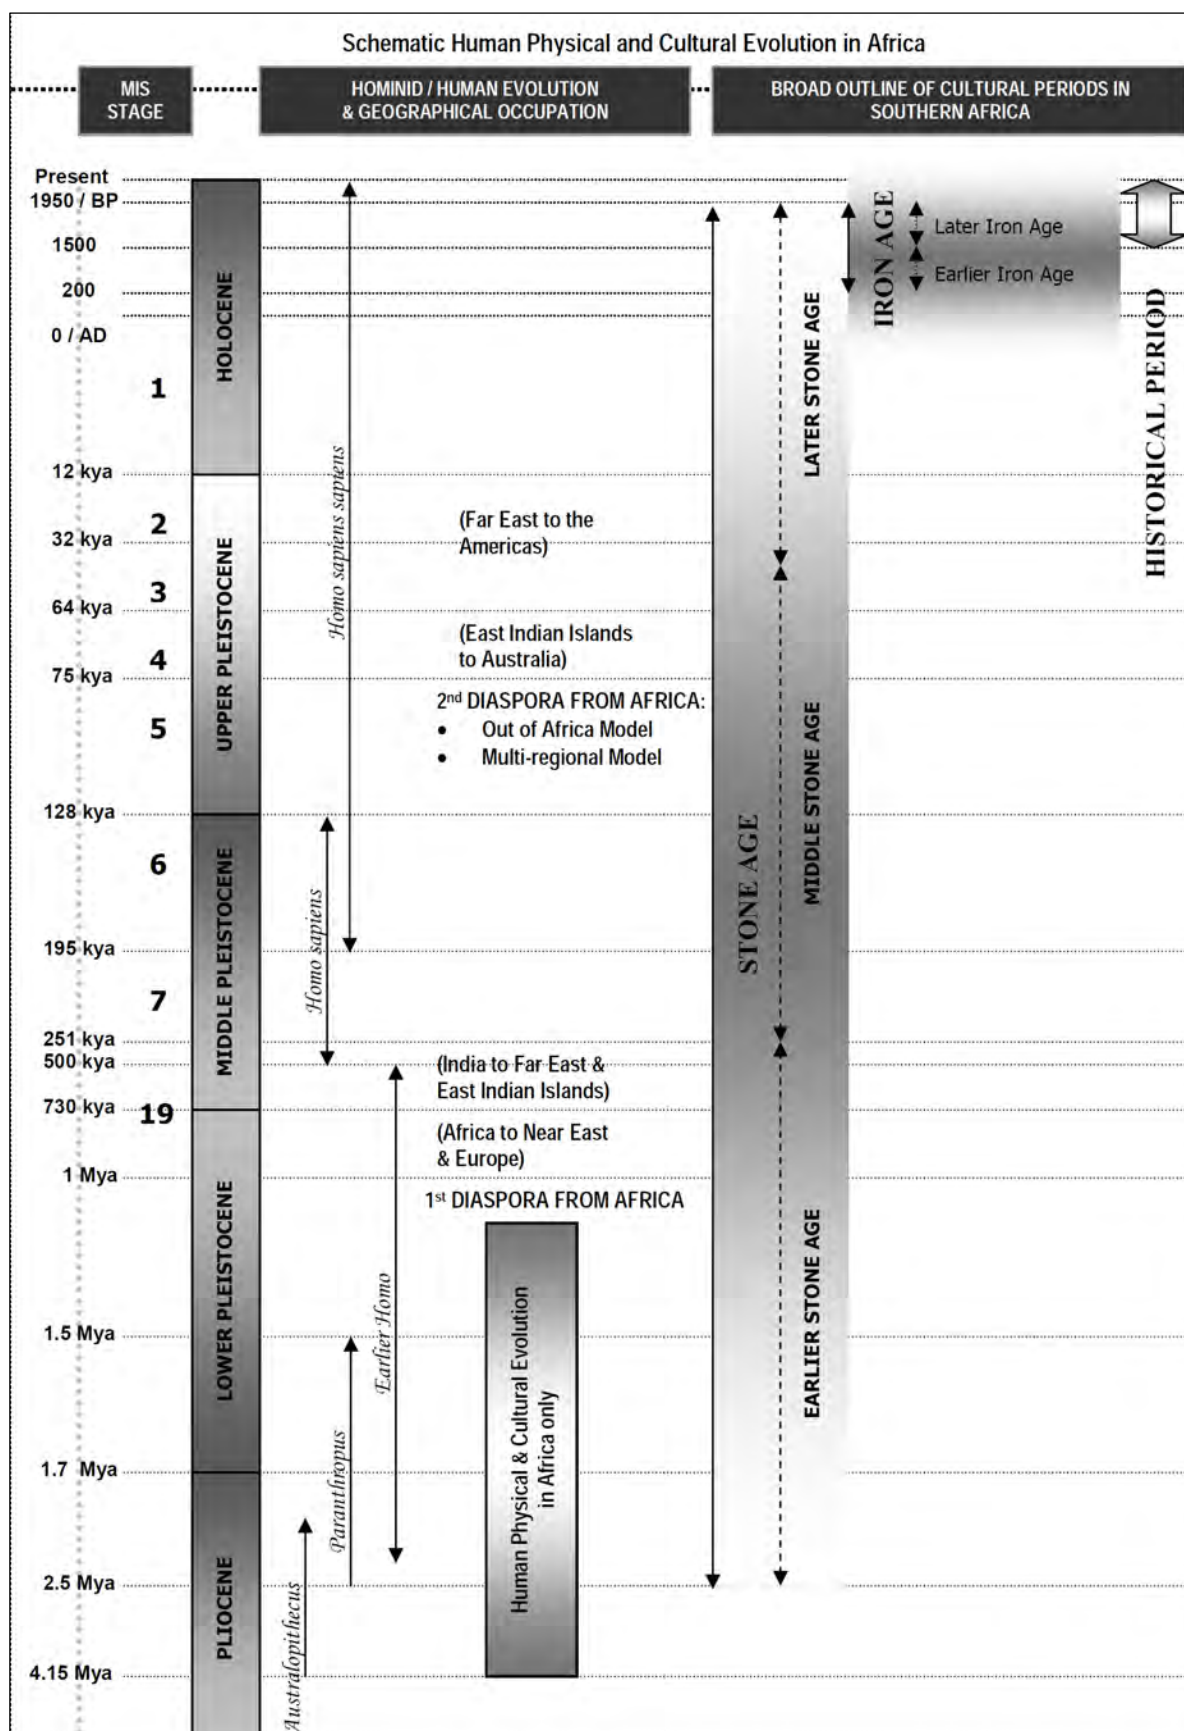 Schematic Human Physical and Cultural Evolution in Africa
MIS
STAGE
HOMINID / HUMAN EVOLUTION
& GEOGRAPHICAL OCCUPATION
BROAD OUTLINE OF CULTURAL PERIODS IN
SOUTHERN AFRICA
Present
1950 / BP
1500
200
0 / AD
12 kya
32 kya
64 kya
75 kya
128 kya
195 kya
251 kya
500 kya
730 kya
1 Mya
1.5 Mya
1.7 Mya
2.5 Mya
4.15 Mya
1
2
3
4
5
6
7
19
HOLOCENE
UPPER PLEISTOCENE
MIDDLE PLEISTOCENE
LOWER PLEISTOCENE
PLIOCENE
Homo sapiens sapiens
Homo sapiens
Earlier Homo
Paranthropus
Australopithecus
(Far East to the
Americas)
(East Indian Islands
to Australia)
2nd DIASPORA FROM AFRICA:
• Out of Africa Model
• Multi-regional Model
(India to Far East &
East Indian Islands)
(Africa to Near East
& Europe)
1st DIASPORA FROM AFRICA
Human Physical & Cultural Evolution
in Africa only
STONE AGE
LATER STONE AGE
MIDDLE STONE AGE
EARLIER STONE AGE
IRON AGE
Later Iron Age
Earlier Iron Age
HISTORICAL PERIOD